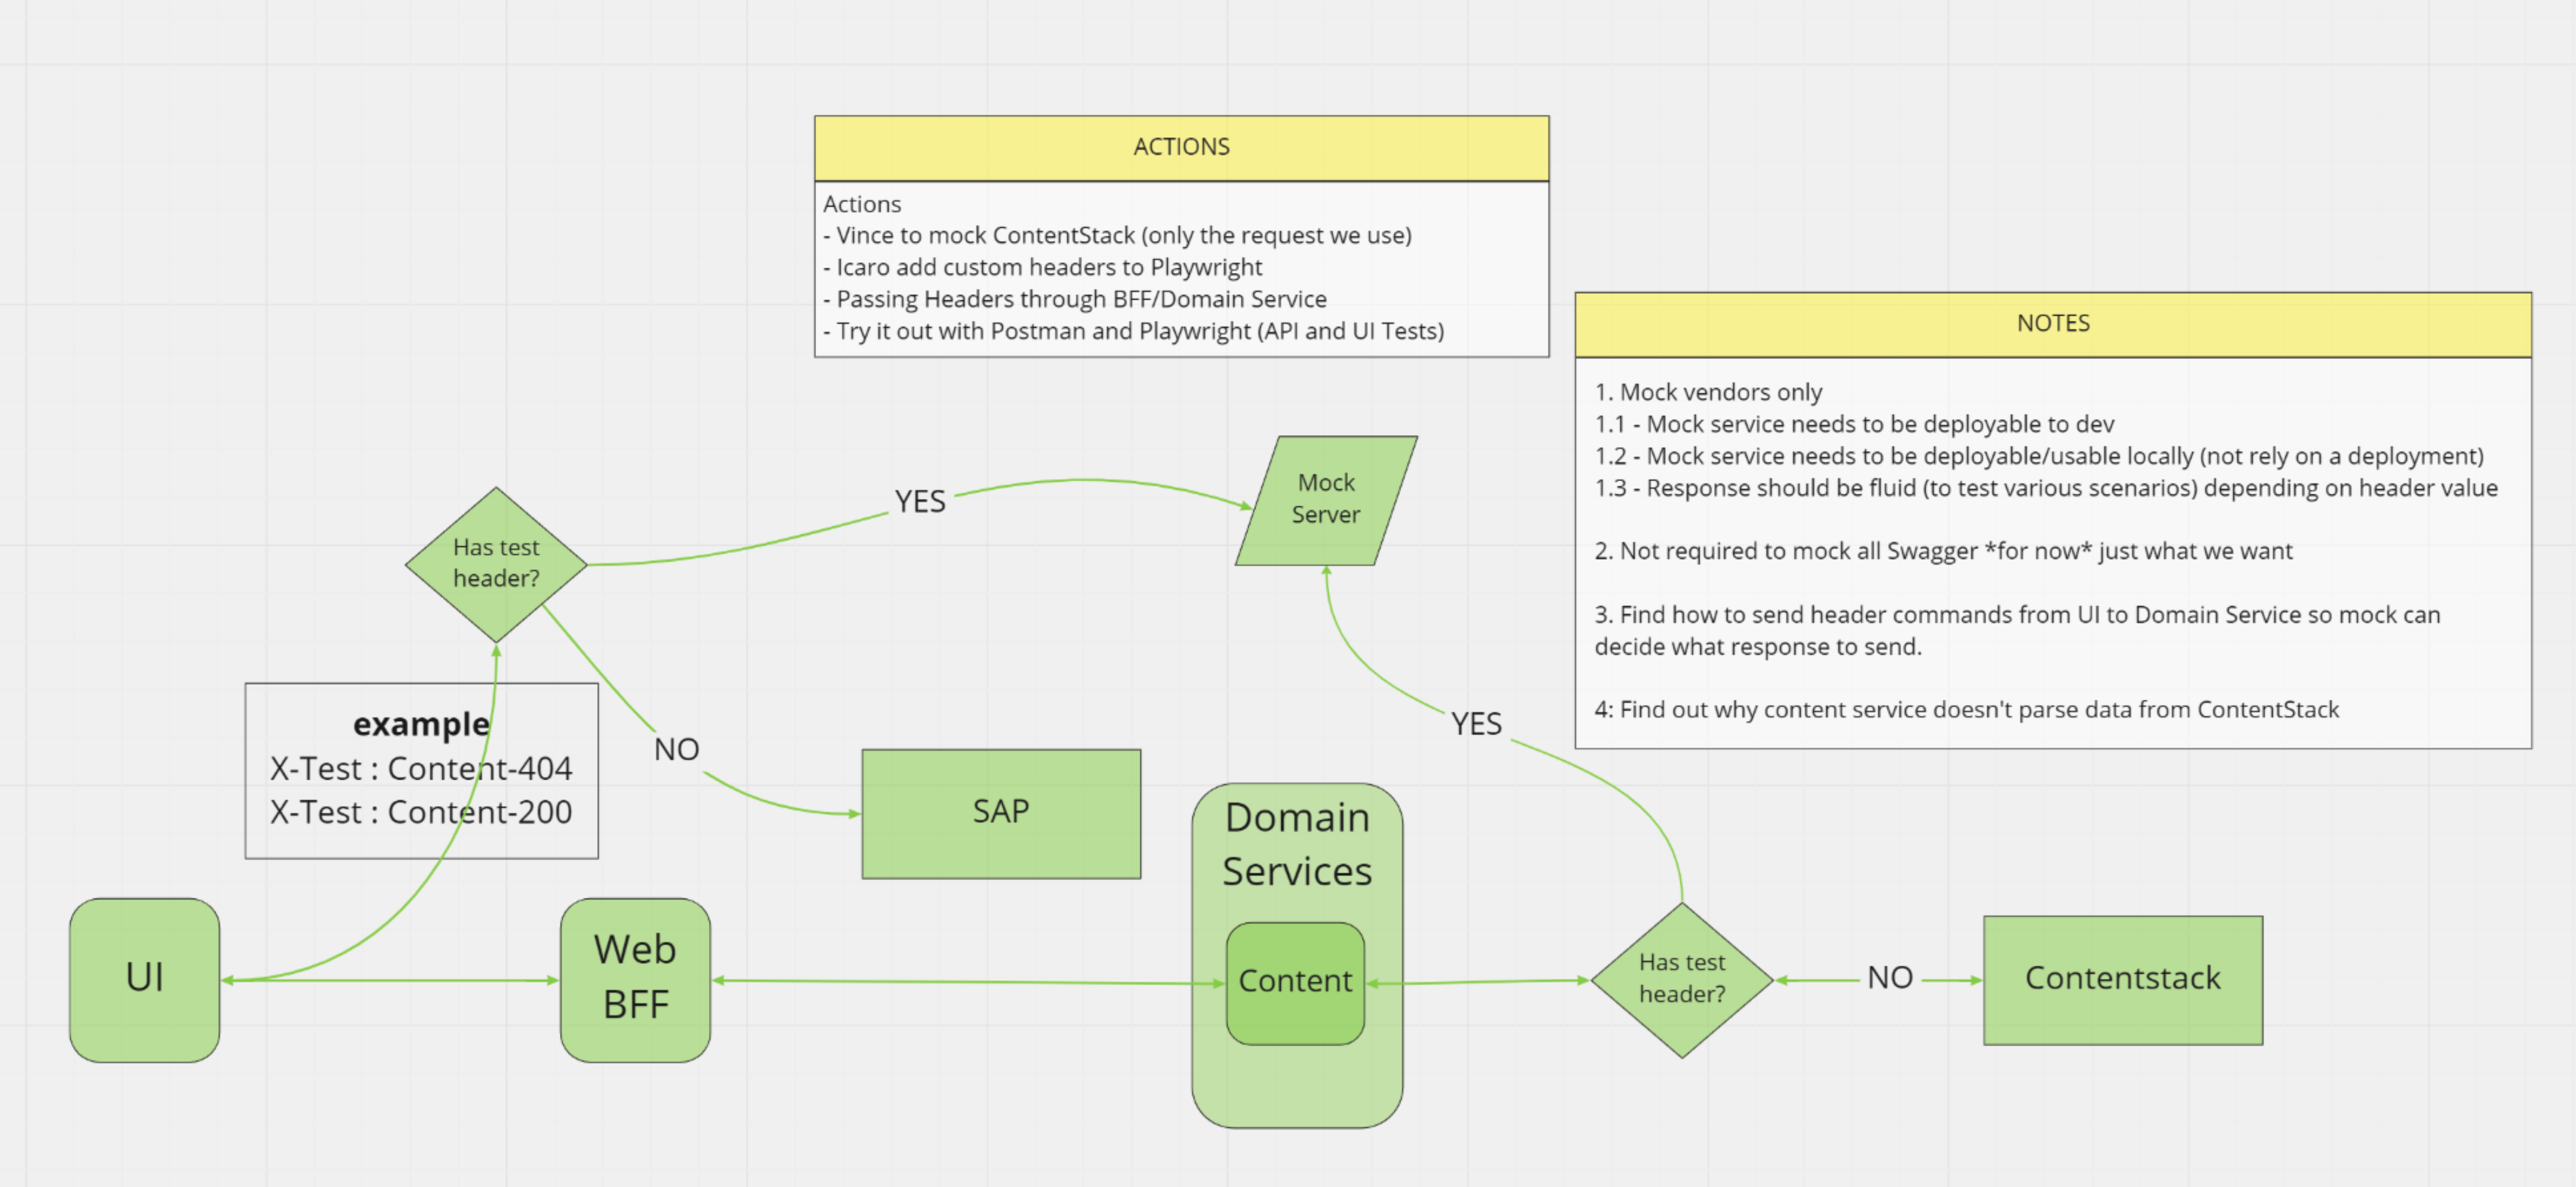 ACTIONS
Actions
- Vince to mock ContentStack (only the request we use)
- Icaro add custom headers to Playwright
- Passing Headers through BFF/Domain Service
- Try it out with Postman and Playwright (API and UI Tests)
NOTES
1. Mock vendors only
1.1 - Mock service needs to be deployable to dev
1.2 - Mock service needs to be deployable/usable locally (not rely on a deployment)
1.3 - Response should be fluid (to test various scenarios) depending on header value
2. Not required to mock all Swagger *for now* just what we want
3. Find how to send header commands from UI to Domain Service so mock can
decide what response to send.
4: Find out why content service doesn't parse data from ContentStack
Has test
header?
YES
Mock
Server
NO
YES
example
X-Test : Content-404
X-Test : Content-200
SAP
Domain
Services
UI
Web
BFF
Content
Has test
header?
NO
Contentstack